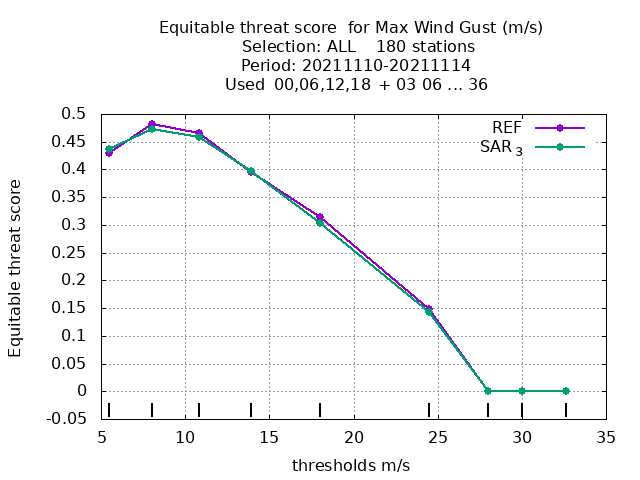 Equitable threat score for Max Wind Gust (m/s)
Selection: ALL 180 stations
Period: 20211110-20211114
Used 00,06,12,18 + 03 06 ... 36
REF
SAR 3
Equitable threat score
0.5
0.45
0.4
0.35
0.3
0.25
0.2
0.15
0.1
0.05
0
-0.05
5 10 15 20 25 30 35
thresholds m/s